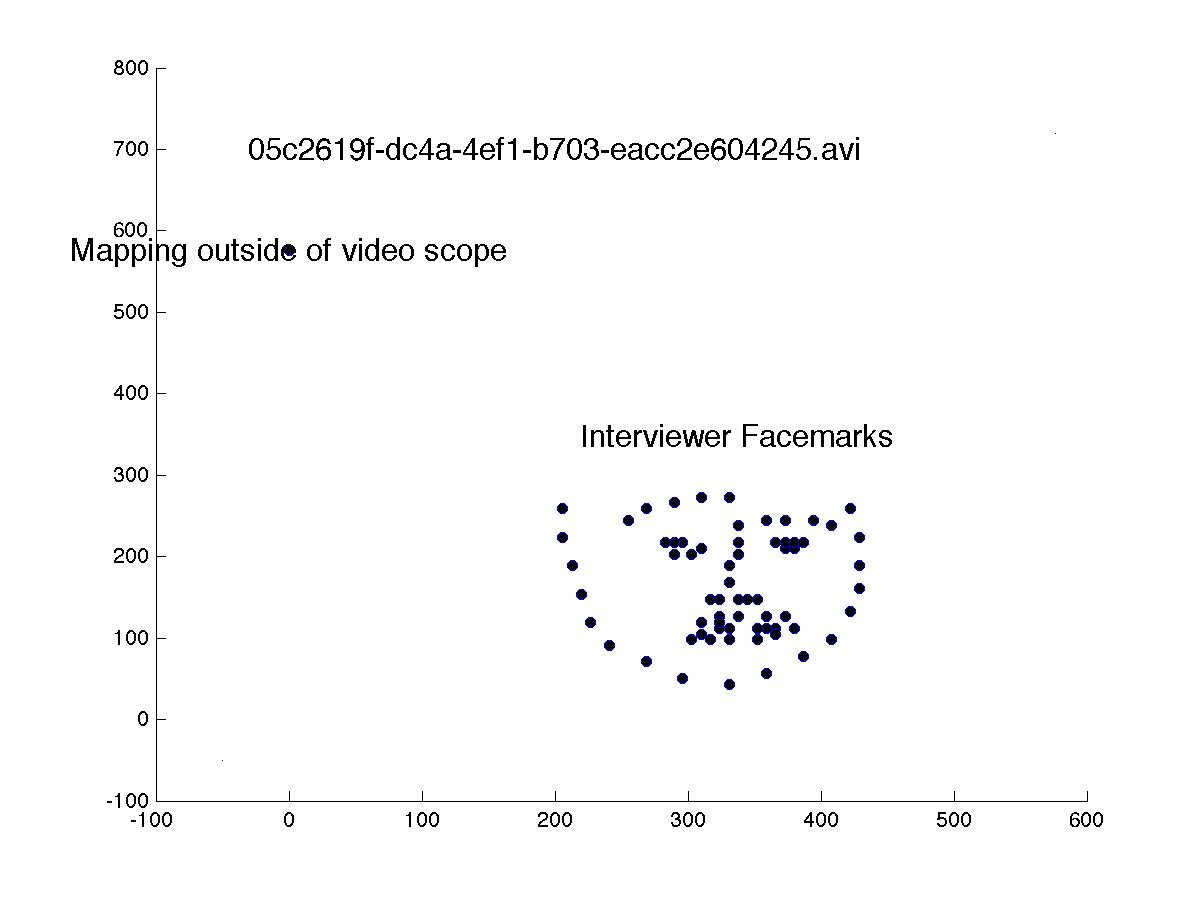 800
700
05c2619f-dc4a-4ef1-b703-eacc2e604245.avi
600
Mapping outside of video scope
500
400
Interviewer Facemarks
300
200
100
0
-100
-100 0 100 200 300 400 500 600